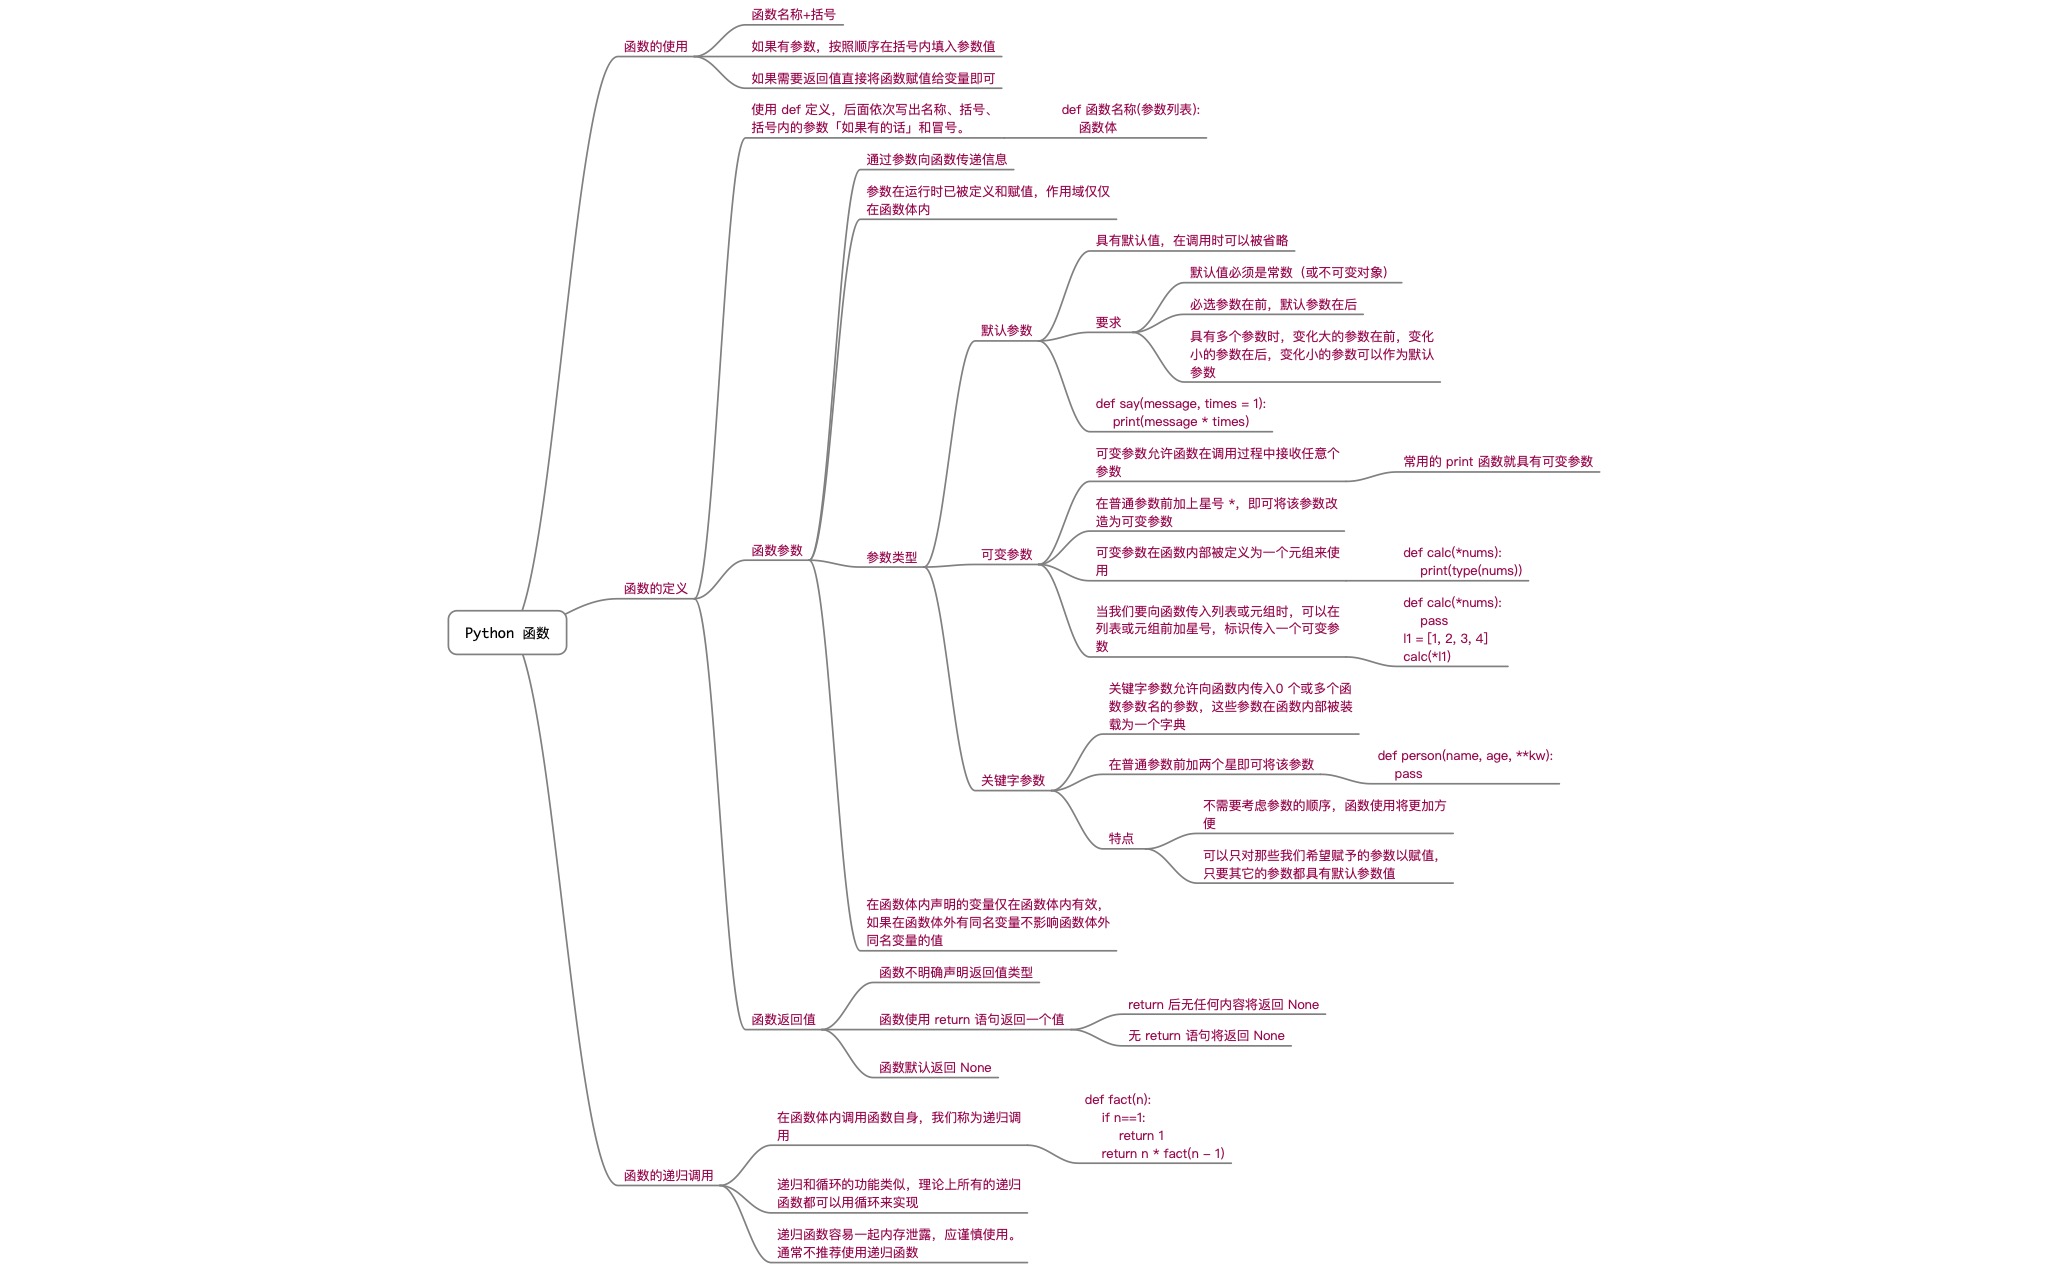 Python 函数
函数的使用
函数名称+括号
如果有参数，按照顺序在括号内填入参数值
如果需要返回值直接将函数赋值给变量即可
函数的定义
使用 def 定义，后面依次写出名称、括号、
括号内的参数「如果有的话」和冒号。
def 函数名称(参数列表):
函数体
函数参数
通过参数向函数传递信息
参数在运行时已被定义和赋值，作用域仅仅
在函数体内
参数类型
默认参数
具有默认值，在调用时可以被省略
要求
默认值必须是常数（或不可变对象）
必选参数在前，默认参数在后
具有多个参数时，变化大的参数在前，变化
小的参数在后，变化小的参数可以作为默认
参数
def say(message, times = 1):
print(message * times)
可变参数
可变参数允许函数在调用过程中接收任意个
参数
常用的 print 函数就具有可变参数
在普通参数前加上星号 *，即可将该参数改
造为可变参数
可变参数在函数内部被定义为一个元组来使
用
def calc(*nums):
print(type(nums))
当我们要向函数传入列表或元组时，可以在
列表或元组前加星号，标识传入一个可变参
数
def calc(*nums):
pass
l1 = [1, 2, 3, 4]
calc(*l1)
关键字参数
关键字参数允许向函数内传入0 个或多个函
数参数名的参数，这些参数在函数内部被装
载为一个字典
在普通参数前加两个星即可将该参数
def person(name, age, **kw):
pass
特点
不需要考虑参数的顺序，函数使用将更加方
便
可以只对那些我们希望赋予的参数以赋值，
只要其它的参数都具有默认参数值
在函数体内声明的变量仅在函数体内有效，
如果在函数体外有同名变量不影响函数体外
同名变量的值
函数返回值
函数不明确声明返回值类型
函数使用 return 语句返回一个值
return 后无任何内容将返回 None
无 return 语句将返回 None
函数默认返回 None
函数的递归调用
在函数体内调用函数自身，我们称为递归调
用
def fact(n):
if n==1:
return 1
return n * fact(n – 1)
递归和循环的功能类似，理论上所有的递归
函数都可以用循环来实现
递归函数容易一起内存泄露，应谨慎使用。
通常不推荐使用递归函数